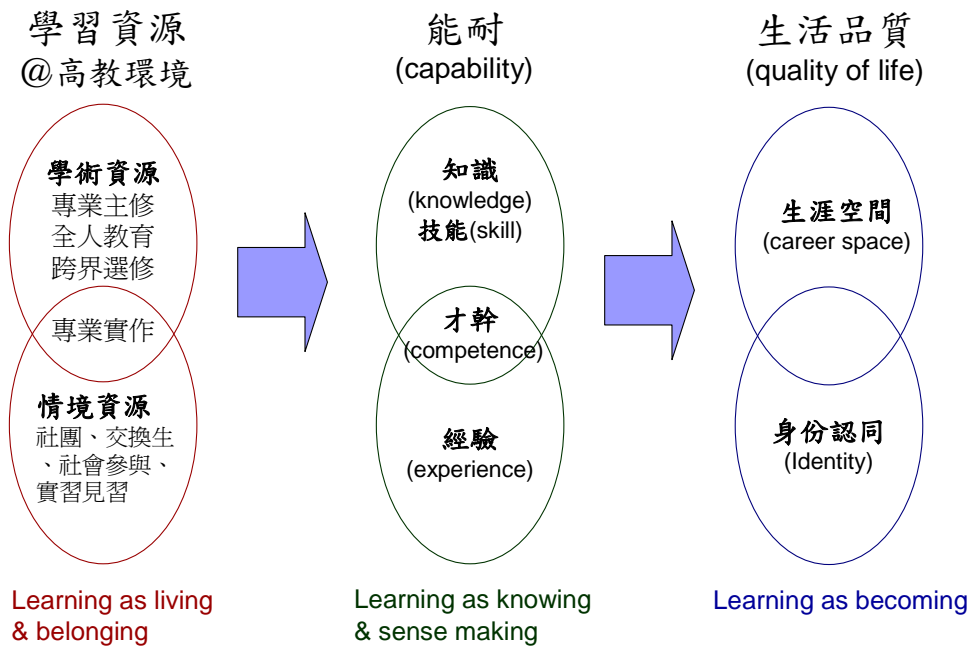 學習資源
@高教環境
學術資源
專業主修
全人教育
跨界選修
專業實作
情境資源
社團、交換生
、社會參與、
實習見習
Learning as living
& belonging
能耐
(capability)
知識
(knowledge)
技能(skill)
才幹
(competence)
經驗
(experience)
Learning as knowing
& sense making
生活品質
(quality of life)
生涯空間
(career space)
身份認同
(Identity)
Learning as becoming